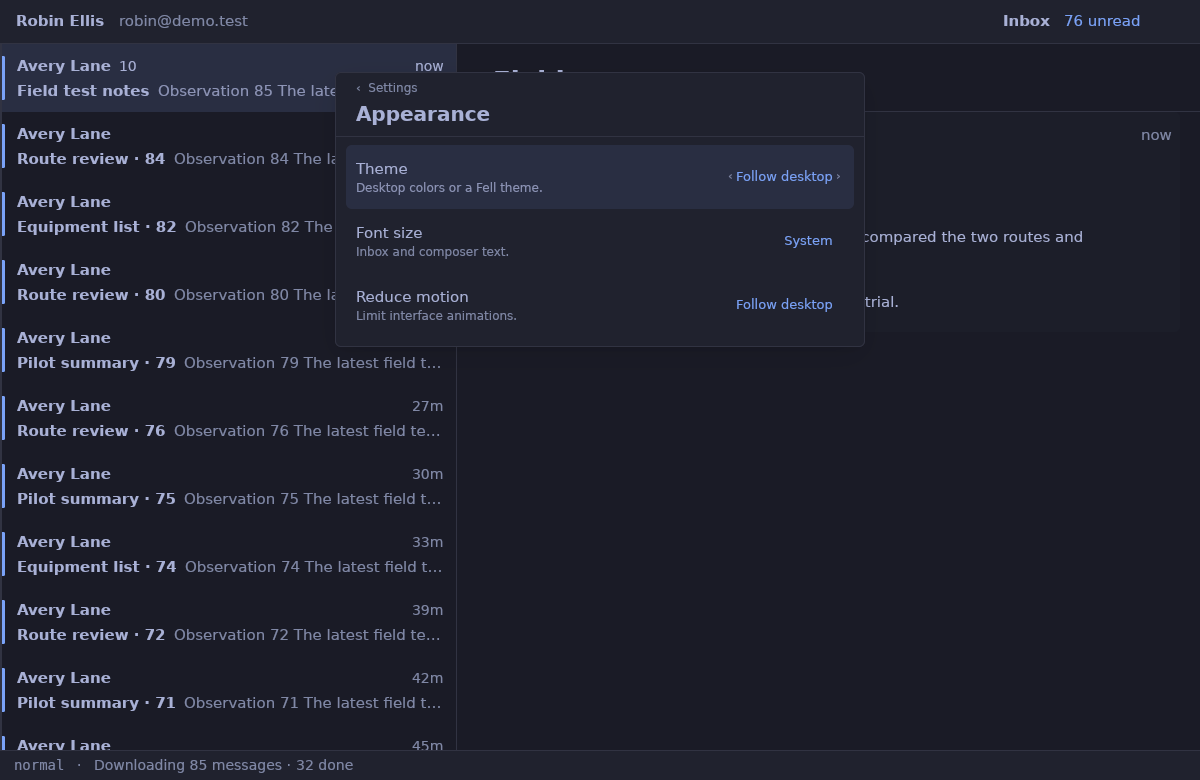 Robin Ellis robin@demo.test
Inbox 76 unread
Avery Lane 10 now
Field test notes Observation 85 The late
Avery Lane
Route review · 84 Observation 84 The la
Avery Lane
Equipment list · 82 Observation 82 The
Avery Lane
Route review · 80 Observation 80 The la
Avery Lane
Pilot summary · 79 Observation 79 The latest field t…
Avery Lane 27m
Route review · 76 Observation 76 The latest field te…
Avery Lane 30m
Pilot summary · 75 Observation 75 The latest field t…
Avery Lane 33m
Equipment list · 74 Observation 74 The latest field t…
Avery Lane 39m
Route review · 72 Observation 72 The latest field te…
Avery Lane 42m
Pilot summary · 71 Observation 71 The latest field t…
Avery Lane 45m
‹ Settings
Appearance
Theme
Desktop colors or a Fell theme.
‹ Follow desktop ›
Font size
Inbox and composer text.
System
Reduce motion
Limit interface animations.
Follow desktop
now
compared the two routes and
trial.
normal · Downloading 85 messages · 32 done